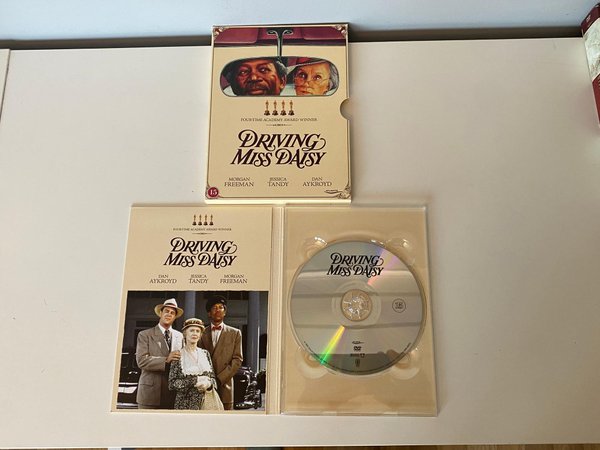 FOUR TIME ACADEMY AWARD WINNER
DRIVING
MISS DAISY
MORGAN FREEMAN JESSICA TANDY DAN AYKROYD
15
FOUR TIME ACADEMY AWARD WINNER
DRIVING
MISS DAISY
DAN AYKROYD JESSICA TANDY MORGAN FREEMAN
DRIVING
MISS DAISY
DVD